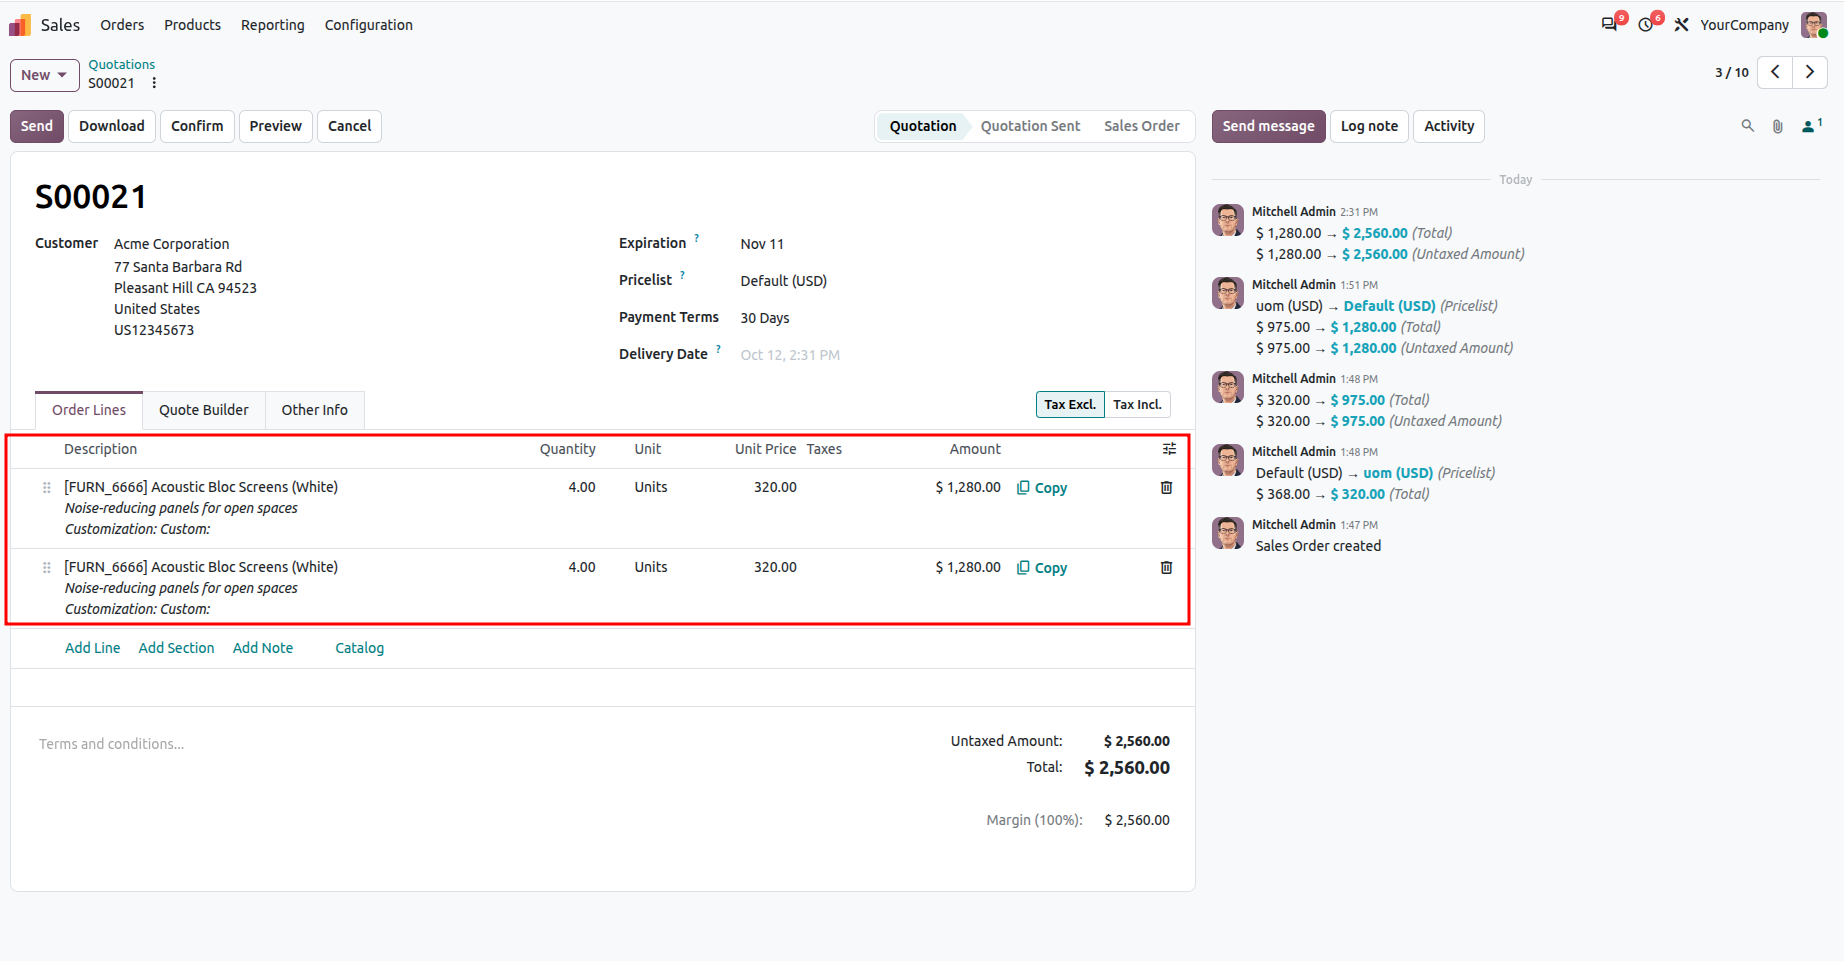 Sales Orders Products Reporting Configuration 9 6 YourCompany
New Quotations
S00021
3 / 10
Send Download Confirm Preview Cancel Quotation Quotation Sent Sales Order
S00021
Customer Acme Corporation
77 Santa Barbara Rd
Pleasant Hill CA 94523
United States
US12345673
Expiration ? Nov 11
Pricelist ? Default (USD)
Payment Terms 30 Days
Delivery Date ? Oct 12, 2:31 PM
Order Lines Quote Builder Other Info Tax Excl. Tax Incl.
Description Quantity Unit Unit Price Taxes Amount
[FURN_6666] Acoustic Bloc Screens (White) 4.00 Units 320.00 $ 1,280.00 Copy
Noise-reducing panels for open spaces
Customization: Custom:
[FURN_6666] Acoustic Bloc Screens (White) 4.00 Units 320.00 $ 1,280.00 Copy
Noise-reducing panels for open spaces
Customization: Custom:
Add Line Add Section Add Note Catalog
Terms and conditions...
Untaxed Amount: $ 2,560.00
Total: $ 2,560.00
Margin (100%): $ 2,560.00
Send message Log note Activity 1
Today
Mitchell Admin 2:31 PM
$ 1,280.00 → $ 2,560.00 (Total)
$ 1,280.00 → $ 2,560.00 (Untaxed Amount)
Mitchell Admin 1:51 PM
uom (USD) → Default (USD) (Pricelist)
$ 975.00 → $ 1,280.00 (Total)
$ 975.00 → $ 1,280.00 (Untaxed Amount)
Mitchell Admin 1:48 PM
$ 320.00 → $ 975.00 (Total)
$ 320.00 → $ 975.00 (Untaxed Amount)
Mitchell Admin 1:48 PM
Default (USD) → uom (USD) (Pricelist)
$ 368.00 → $ 320.00 (Total)
Mitchell Admin 1:47 PM
Sales Order created